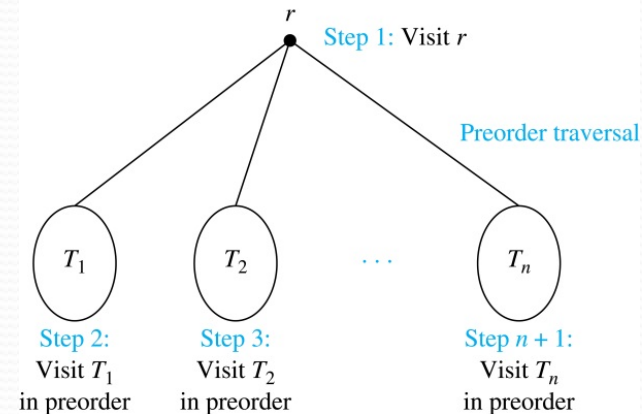 r
Step 1: Visit r
Preorder traversal
T₁
T₂
. . .
Tₙ
Step 2:
Visit T₁
in preorder
Step 3:
Visit T₂
in preorder
Step n + 1:
Visit Tₙ
in preorder